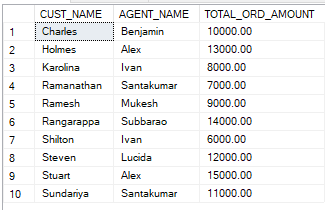 CUST_NAME AGENT_NAME TOTAL_ORD_AMOUNT
1 Charles Benjamin 10000.00
2 Holmes Alex 13000.00
3 Karolina Ivan 8000.00
4 Ramanathan Santakumar 7000.00
5 Ramesh Mukesh 9000.00
6 Rangarappa Subbarao 14000.00
7 Shilton Ivan 6000.00
8 Steven Lucida 12000.00
9 Stuart Alex 15000.00
10 Sundariya Santakumar 11000.00